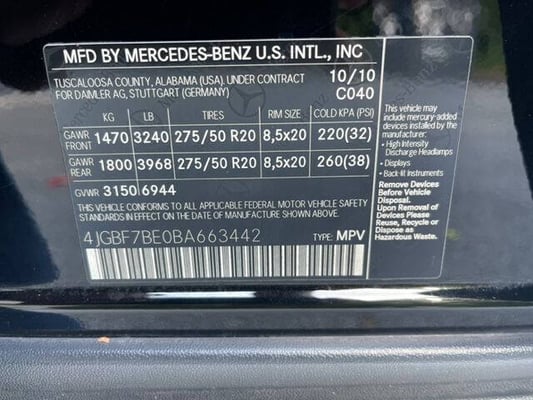 MFD BY MERCEDES-BENZ U.S. INTL., INC
TUSCALOOSA COUNTY, ALABAMA (USA), UNDER CONTRACT
FOR DAIMLER AG, STUTTGART (GERMANY)
10/10
C040
KG LB TIRES RIM SIZE COLD KPA (PSI)
GAWR FRONT 1470 3240 275/50 R20 8,5x20 220(32)
GAWR REAR 1800 3968 275/50 R20 8,5x20 260(38)
GVWR 3150 6944
THIS VEHICLE CONFORMS TO ALL APPLICABLE FEDERAL MOTOR VEHICLE
SAFETY STANDARDS IN EFFECT ON THE DATE OF MANUFACTURE SHOWN ABOVE.
4JGBF7BE0BA663442 TYPE: MPV
This vehicle may
include mercury-added
devices installed by the
manufacturer:
• High Intensity
Discharge Headlamps
• Displays
• Back-lit Instruments
Remove Devices
Before Vehicle
Disposal.
Upon Removal of
Devices Please
Reuse, Recycle or
Dispose as
Hazardous Waste.